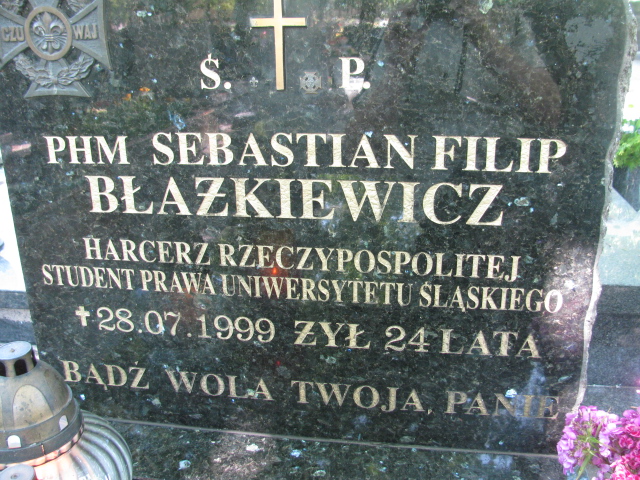 CZUWAJ
Ś. P.
PHM SEBASTIAN FILIP
BŁAŻKIEWICZ
HARCERZ RZECZYPOSPOLITEJ
STUDENT PRAWA UNIWERSYTETU ŚLĄSKIEGO
✝28.07.1999 ŻYŁ 24 LATA
BĄDŹ WOLA TWOJA, PANIE